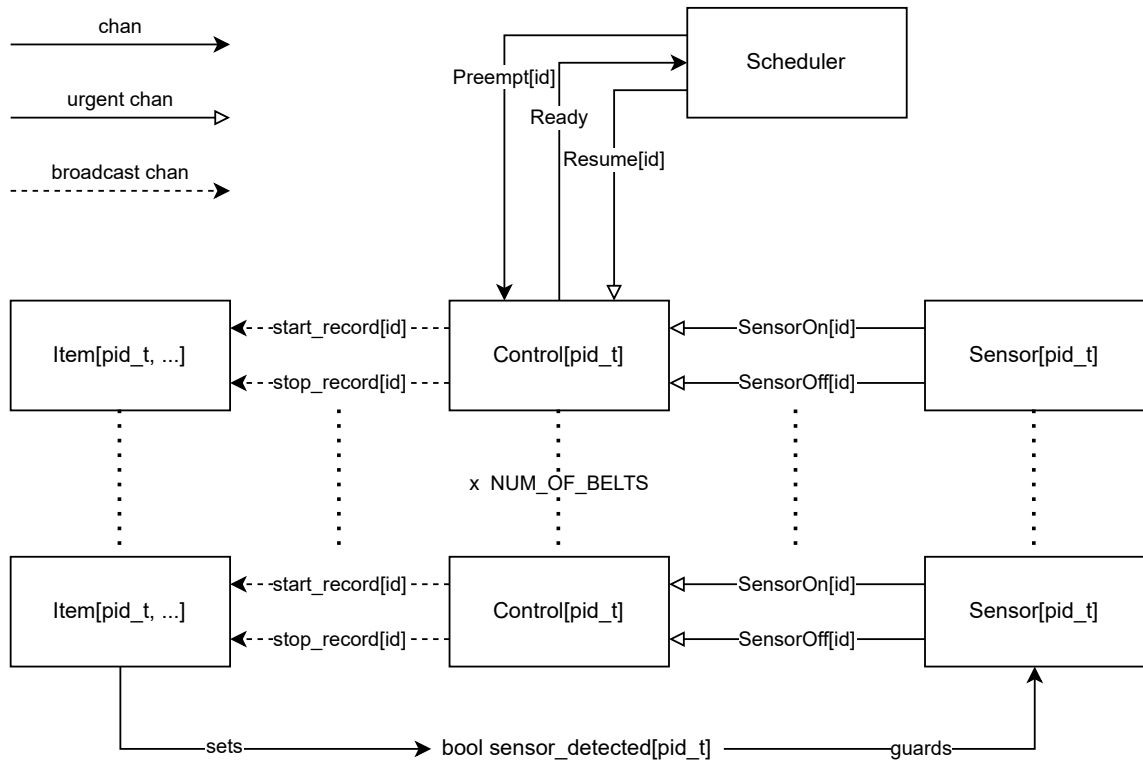 chan
urgent chan
broadcast chan
Scheduler
Preempt[id]
Ready
Resume[id]
Item[pid_t, ...]
start_record[id]
stop_record[id]
Control[pid_t]
SensorOn[id]
SensorOff[id]
Sensor[pid_t]
x NUM_OF_BELTS
Item[pid_t, ...]
start_record[id]
stop_record[id]
Control[pid_t]
SensorOn[id]
SensorOff[id]
Sensor[pid_t]
sets
bool sensor_detected[pid_t]
guards